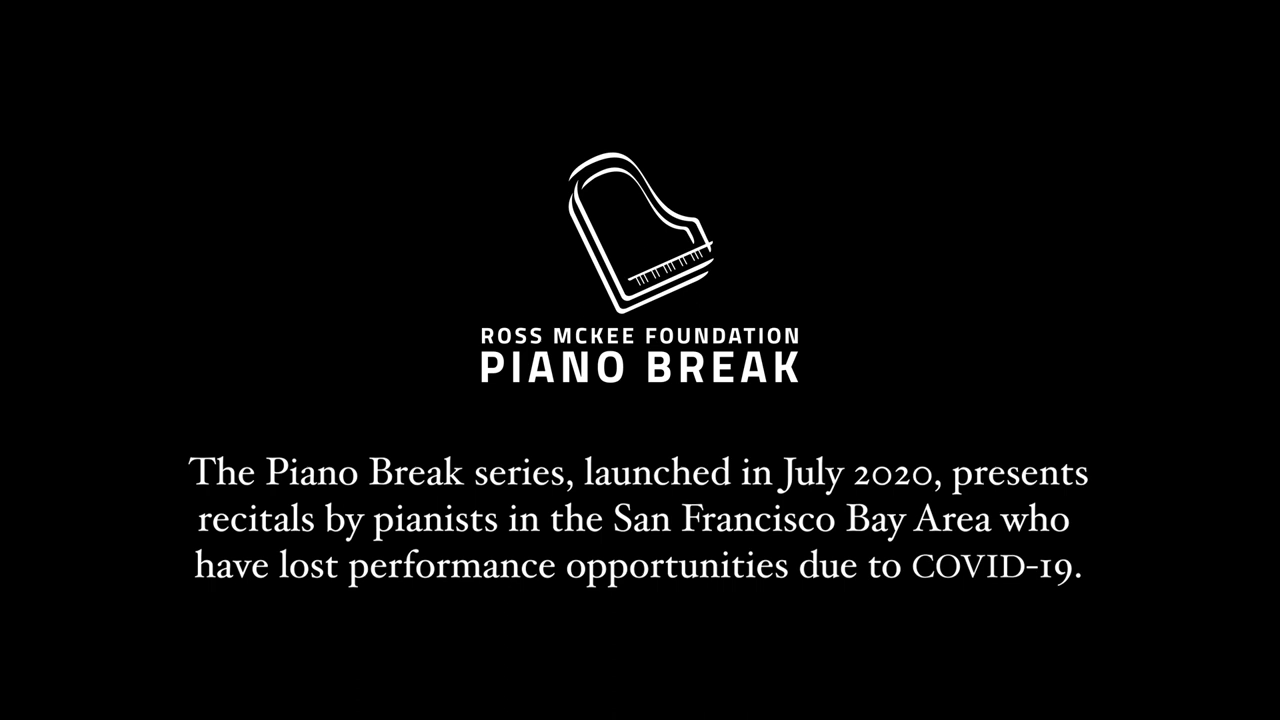 ROSS MCKEE FOUNDATION
PIANO BREAK
The Piano Break series, launched in July 2020, presents
recitals by pianists in the San Francisco Bay Area who
have lost performance opportunities due to COVID-19.